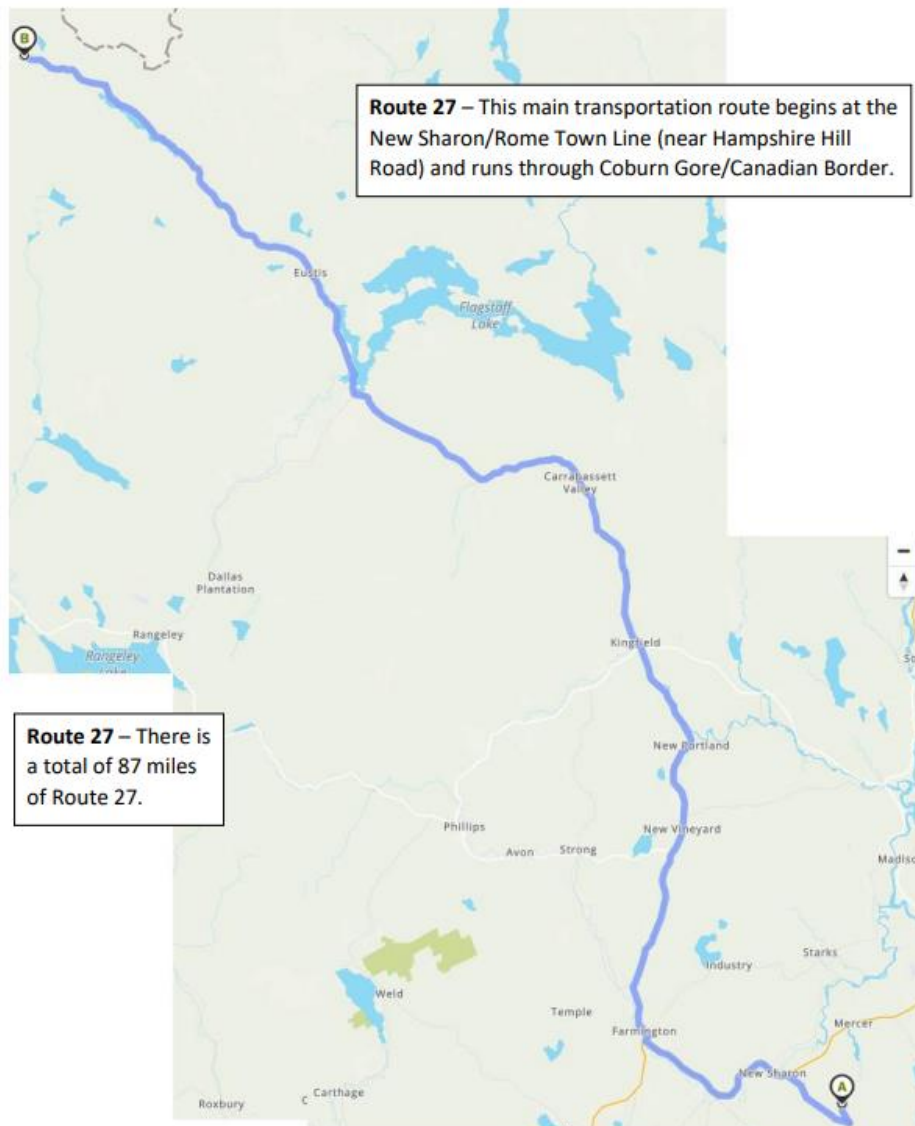 B
Route 27 – This main transportation route begins at the
New Sharon/Rome Town Line (near Hampshire Hill
Road) and runs through Coburn Gore/Canadian Border.
Eustis
Flagstaff
Lake
Carrabassett
Valley
Dallas
Plantation
Rangeley
Rangeley
Lake
Kingfield
So
Route 27 – There is
a total of 87 miles
of Route 27.
New Portland
Phillips
New Vineyard
Avon
Strong
Madiso
Industry
Starks
Weld
Temple
Farmington
Mercer
New Sharon
A
Carthage
C
Roxbury